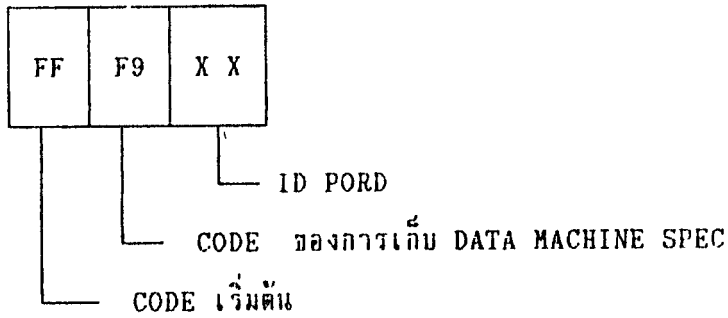 FF F9 X X
ID PORD
CODE ของการเก็บ DATA MACHINE SPEC
CODE เริ่มต้น